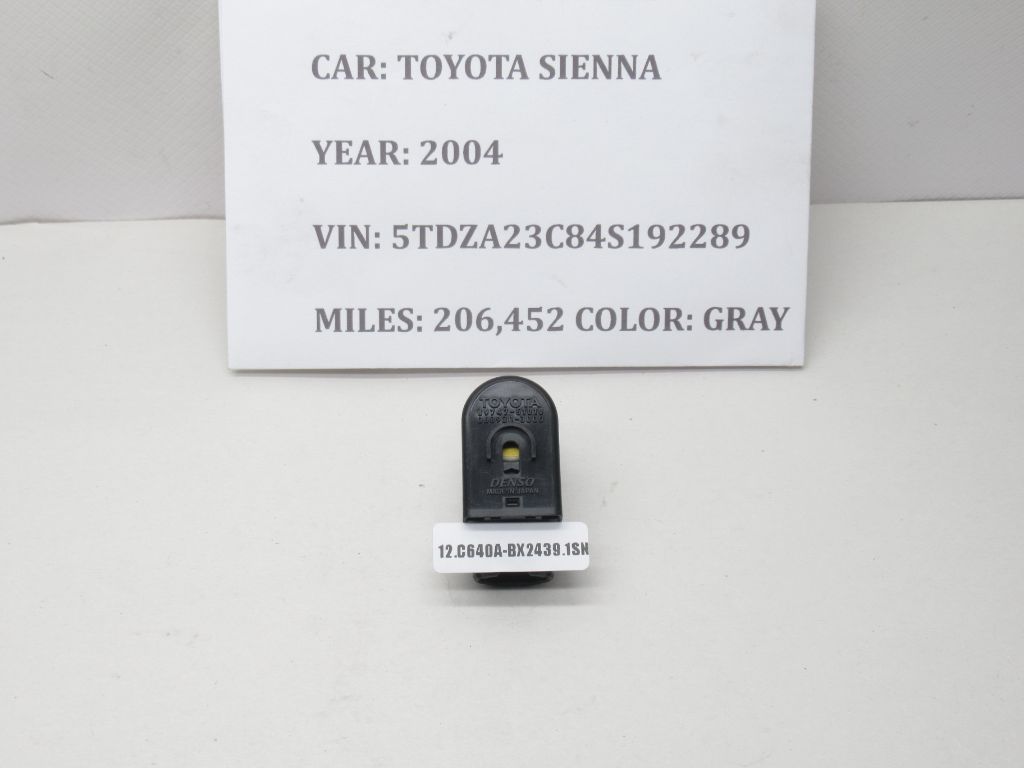 CAR: TOYOTA SIENNA
YEAR: 2004
VIN: 5TDZA23C84S192289
MILES: 206,452 COLOR: GRAY
TOYOTA
DENSO
MADE IN JAPAN
12.C640A-BX2439.1SN